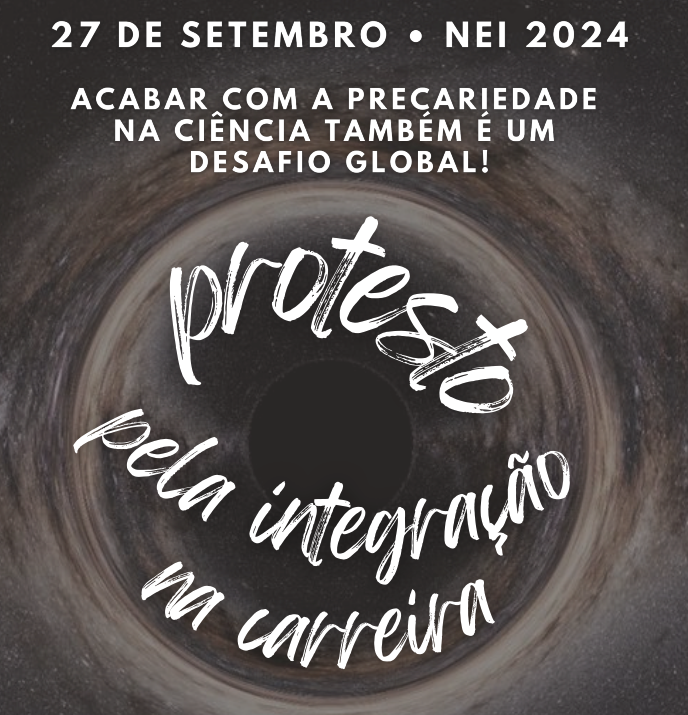 27 DE SETEMBRO • NEI 2024
ACABAR COM A PRECARIEDADE
NA CIÊNCIA TAMBÉM É UM
DESAFIO GLOBAL!
protesto
pela integração
na carreira